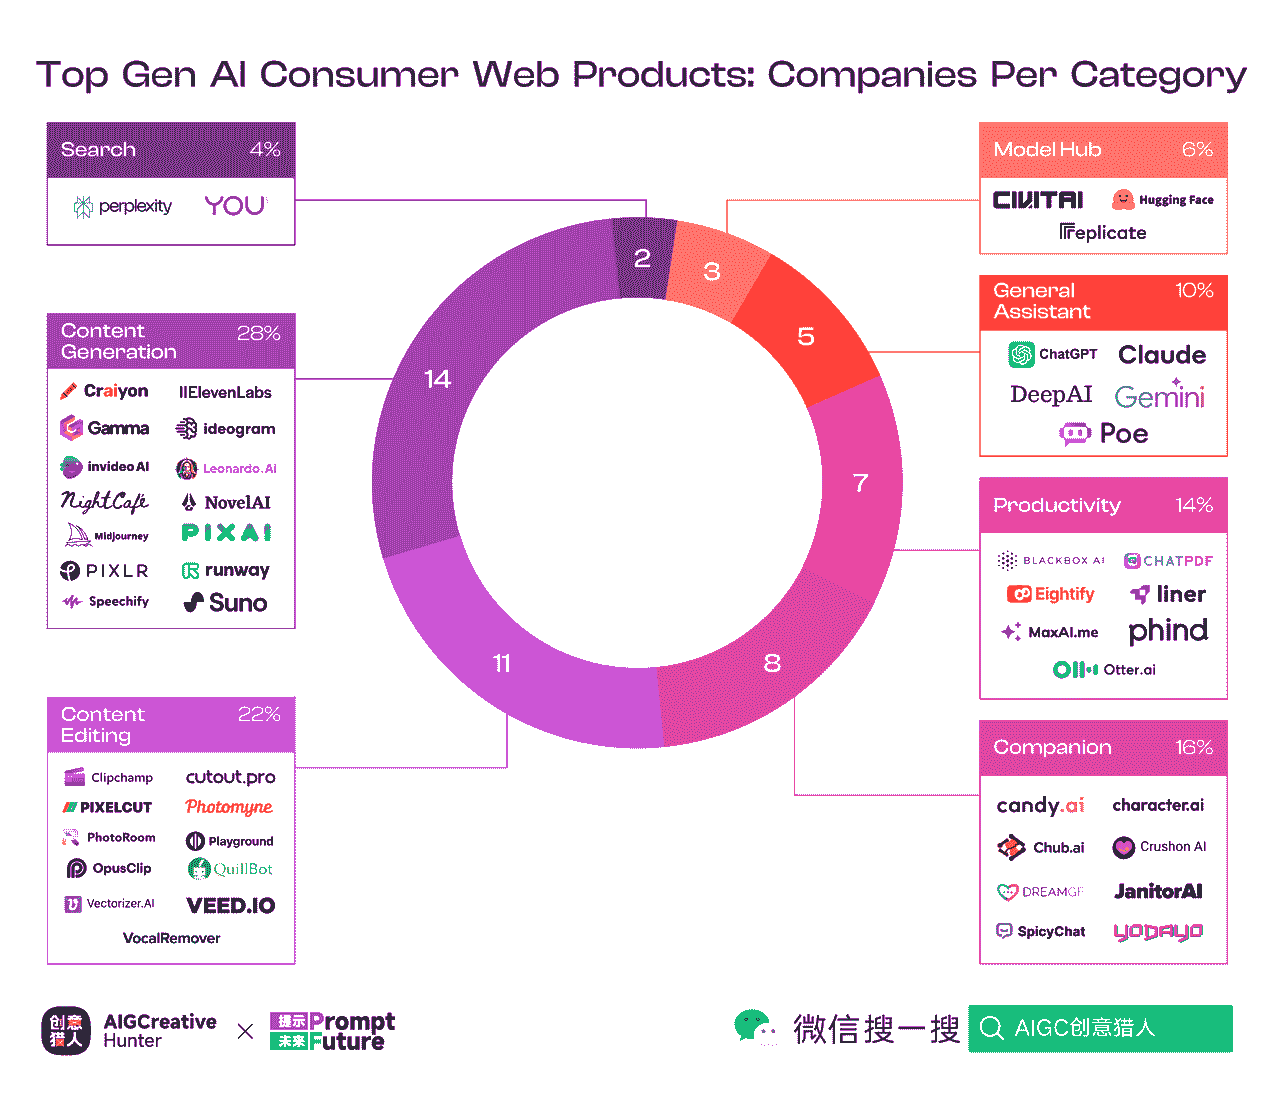 Top Gen AI Consumer Web Products: Companies Per Category
Search 4%
perplexity YOU
Content Generation 28%
Craiyon IIElevenLabs
Gamma ideogram
invideo AI Leonardo.Ai
NightCafé NovelAI
Midjourney PIXAI
PIXLR runway
Speechify Suno
Content Editing 22%
Clipchamp cutout.pro
PIXELCUT Photomyne
PhotoRoom Playground
OpusClip QuillBot
Vectorizer.AI VEED.IO
VocalRemover
2
3
5
7
8
11
14
Model Hub 6%
CIVITAI Hugging Face
replicate
General Assistant 10%
ChatGPT Claude
DeepAI Gemini
Poe
Productivity 14%
BLACKBOX AI CHATPDF
Eightify liner
MaxAI.me phind
Otter.ai
Companion 16%
candy.ai character.ai
Chub.ai Crushon AI
DREAMGF JanitorAI
SpicyChat YODAYO
创意猎人 AIGCreative Hunter × 提示未来 Prompt Future
微信搜一搜 AIGC创意猎人